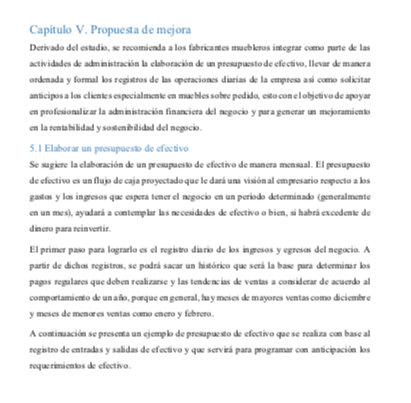 Capítulo V. Propuesta de mejora
Derivado del estudio, se recomienda a los fabricantes muebleros integrar como parte de las
actividades de administración la elaboración de un presupuesto de efectivo, llevar de manera
ordenada y formal los registros de las operaciones diarias de la empresa así como solicitar
anticipos a los clientes especialmente en muebles sobre pedido, esto con el objetivo de apoyar
en profesionalizar la administración financiera del negocio y para generar un mejoramiento
en la rentabilidad y sostenibilidad del negocio.
5.1 Elaborar un presupuesto de efectivo
Se sugiere la elaboración de un presupuesto de efectivo de manera mensual. El presupuesto
de efectivo es un flujo de caja proyectado que le dará una visión al empresario respecto a los
gastos y los ingresos que espera tener el negocio en un periodo determinado (generalmente
en un mes), ayudará a contemplar las necesidades de efectivo o bien, si habrá excedente de
dinero para reinvertir.
El primer paso para lograrlo es el registro diario de los ingresos y egresos del negocio. A
partir de dichos registros, se podrá sacar un histórico que será la base para determinar los
pagos regulares que deben realizarse y las tendencias de ventas a considerar de acuerdo al
comportamiento de un año, porque en general, hay meses de mayores ventas como diciembre
y meses de menores ventas como enero y febrero.
A continuación se presenta un ejemplo de presupuesto de efectivo que se realiza con base al
registro de entradas y salidas de efectivo y que servirá para programar con anticipación los
requerimientos de efectivo.